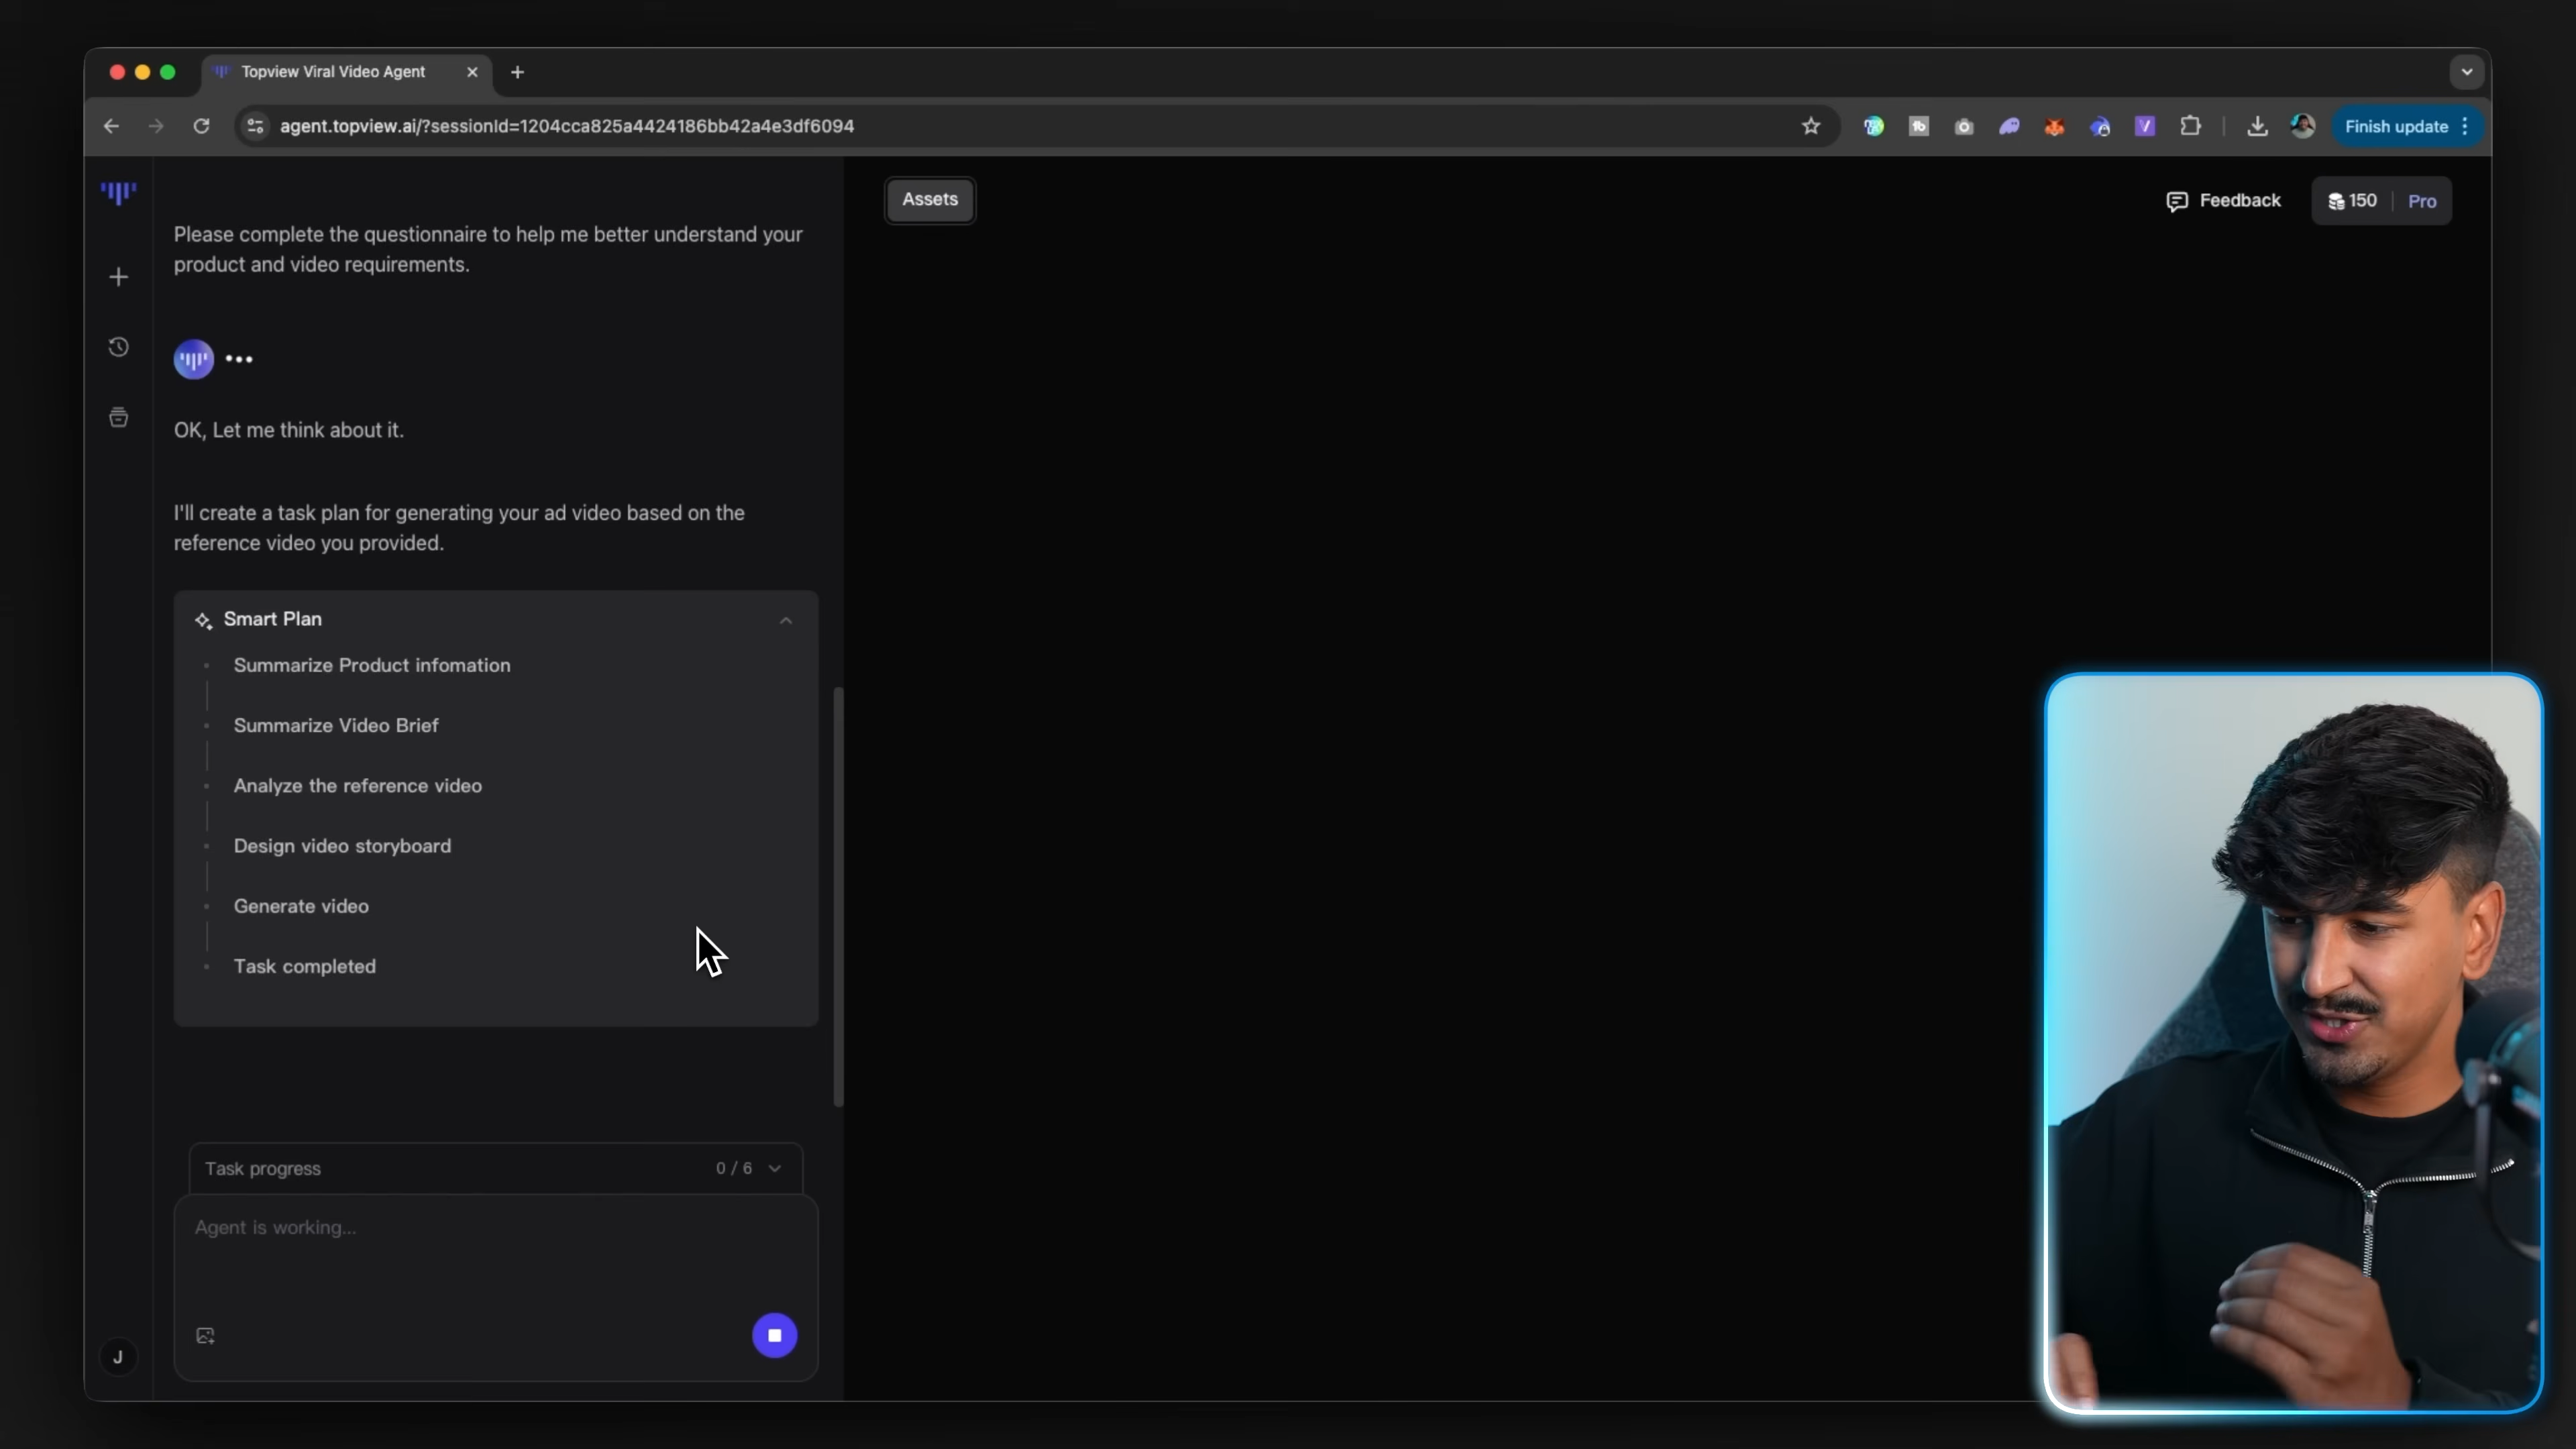 Topview Viral Video Agent
agent.topview.ai/?sessionId=1204cca825a4424186bb42a4e3df6094
Finish update
Assets
Feedback
150
Pro
Please complete the questionnaire to help me better understand your
product and video requirements.
OK, Let me think about it.
I'll create a task plan for generating your ad video based on the
reference video you provided.
Smart Plan
Summarize Product infomation
Summarize Video Brief
Analyze the reference video
Design video storyboard
Generate video
Task completed
Task progress
0 / 6
Agent is working...
J